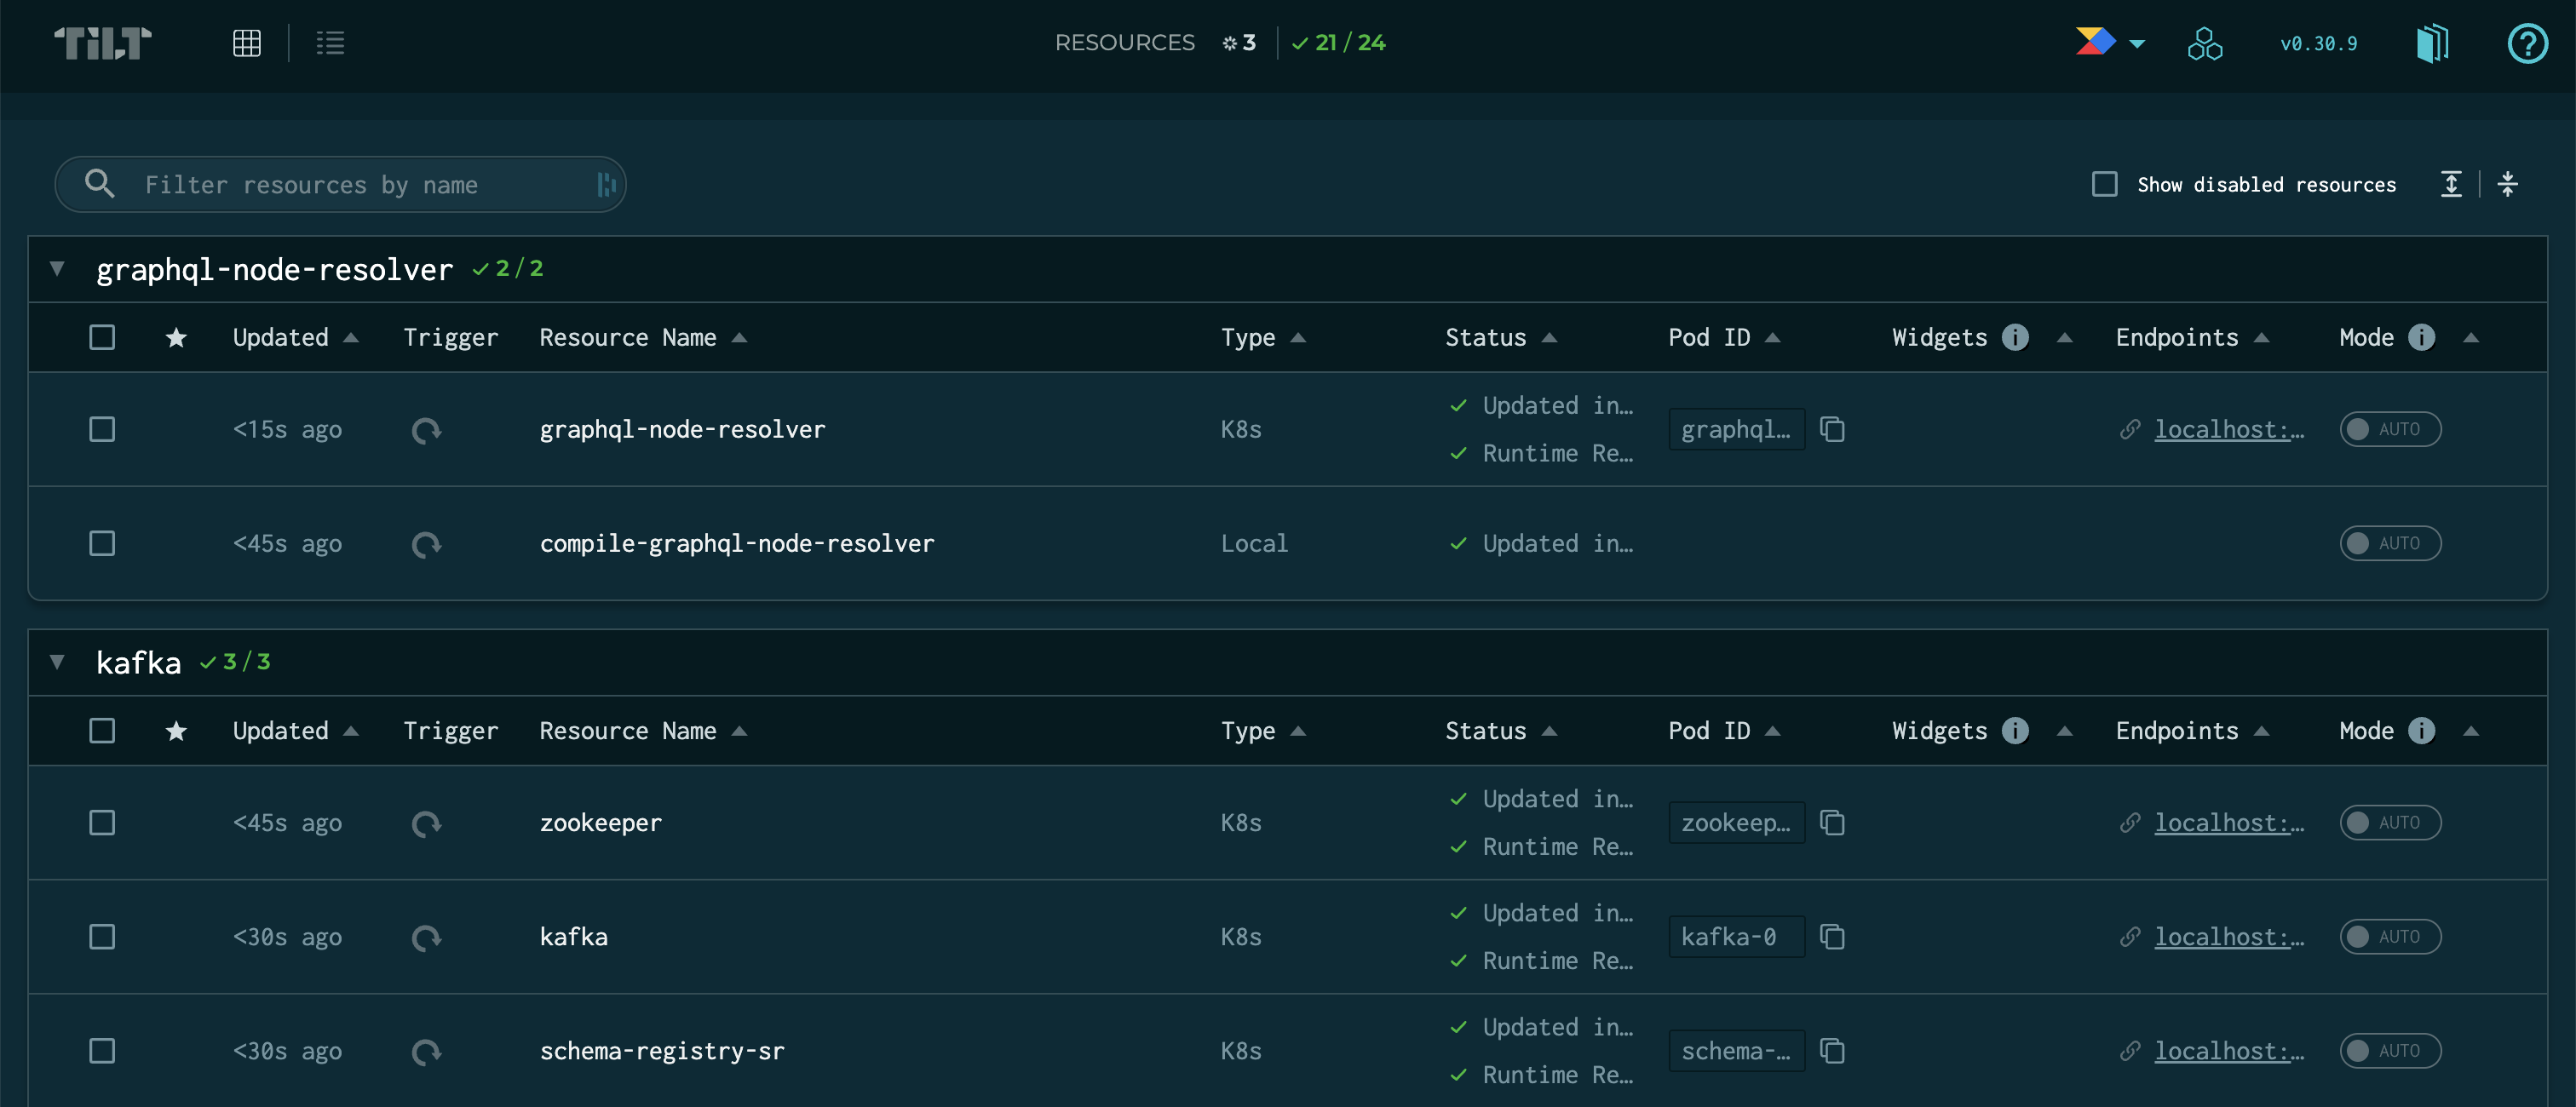 TILT
RESOURCES 3 21 / 24 v0.30.9 ?
Filter resources by name
Show disabled resources
graphql-node-resolver 2/2
Updated Trigger Resource Name Type Status Pod ID Widgets i Endpoints Mode i
<15s ago graphql-node-resolver K8s Updated in… Runtime Re… graphql… localhost:… AUTO
<45s ago compile-graphql-node-resolver Local Updated in… AUTO
kafka 3/3
Updated Trigger Resource Name Type Status Pod ID Widgets i Endpoints Mode i
<45s ago zookeeper K8s Updated in… Runtime Re… zookeep… localhost:… AUTO
<30s ago kafka K8s Updated in… Runtime Re… kafka-0 localhost:… AUTO
<30s ago schema-registry-sr K8s Updated in… Runtime Re… schema-… localhost:… AUTO